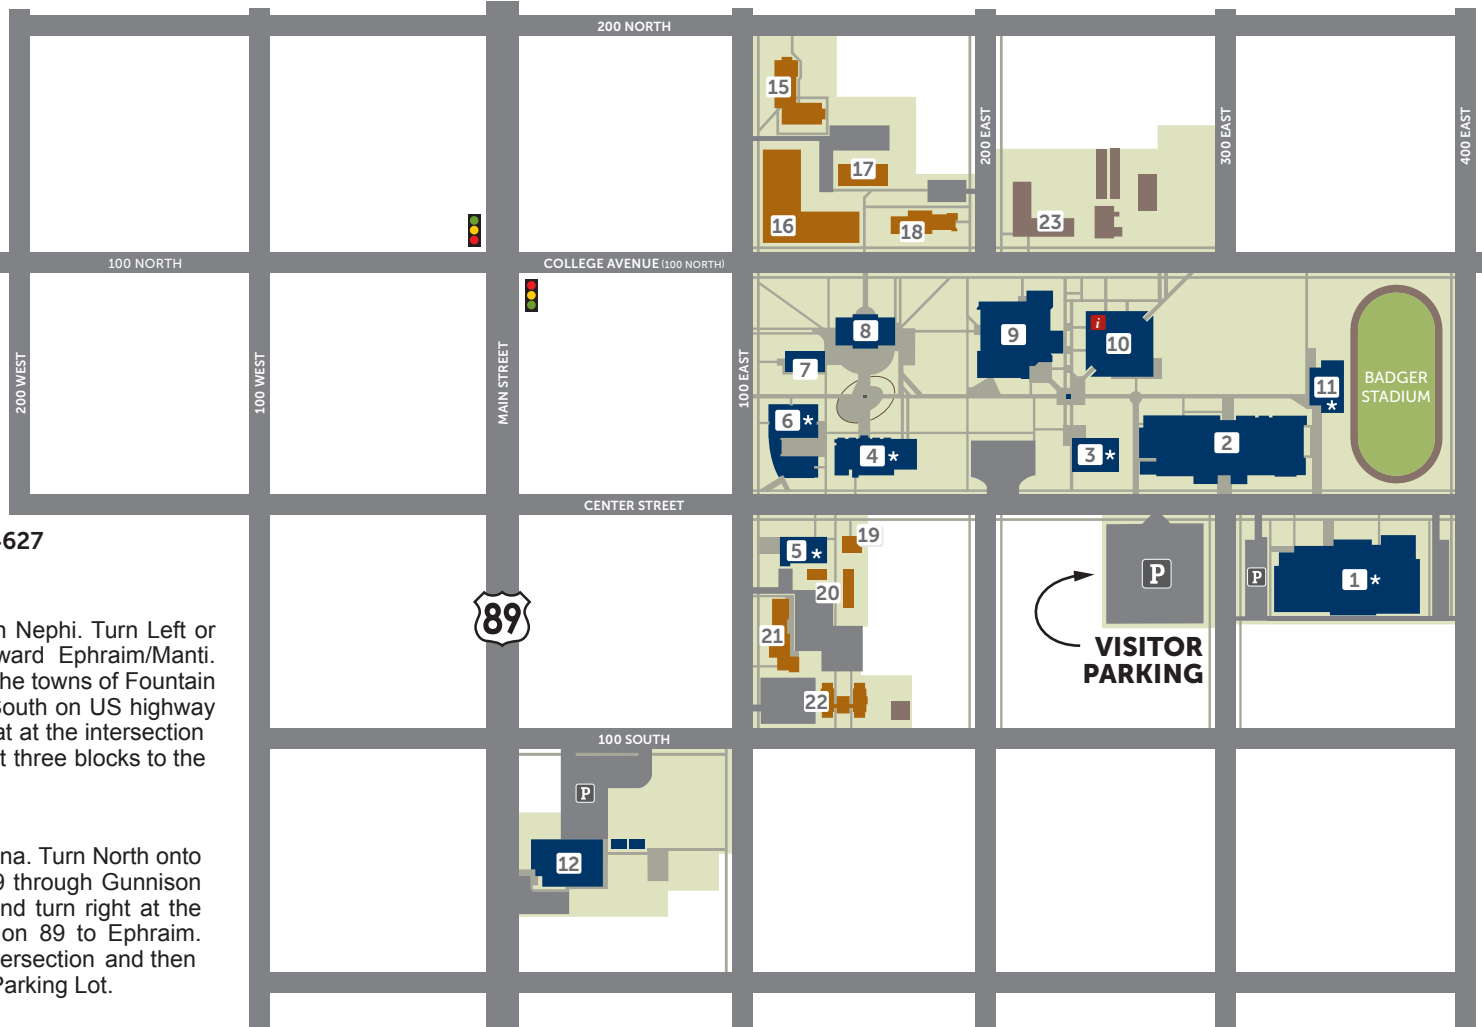 200 NORTH
15
200 EAST
300 EAST
400 EAST
17
16
18
23
100 NORTH
COLLEGE AVENUE (100 NORTH)
8
9
i
10
7
200 WEST
100 WEST
MAIN STREET
100 EAST
11
BADGER
STADIUM
6 *
*
4 *
3 *
2
CENTER STREET
627
5 *
19
P
P
1 *
20
89
21
VISITOR
PARKING
22
n Nephi. Turn Left or
ward Ephraim/Manti.
he towns of Fountain
South on US highway
at at the intersection
t three blocks to the
100 SOUTH
P
12
na. Turn North onto
9 through Gunnison
nd turn right at the
on 89 to Ephraim.
ersection and then
Parking Lot.